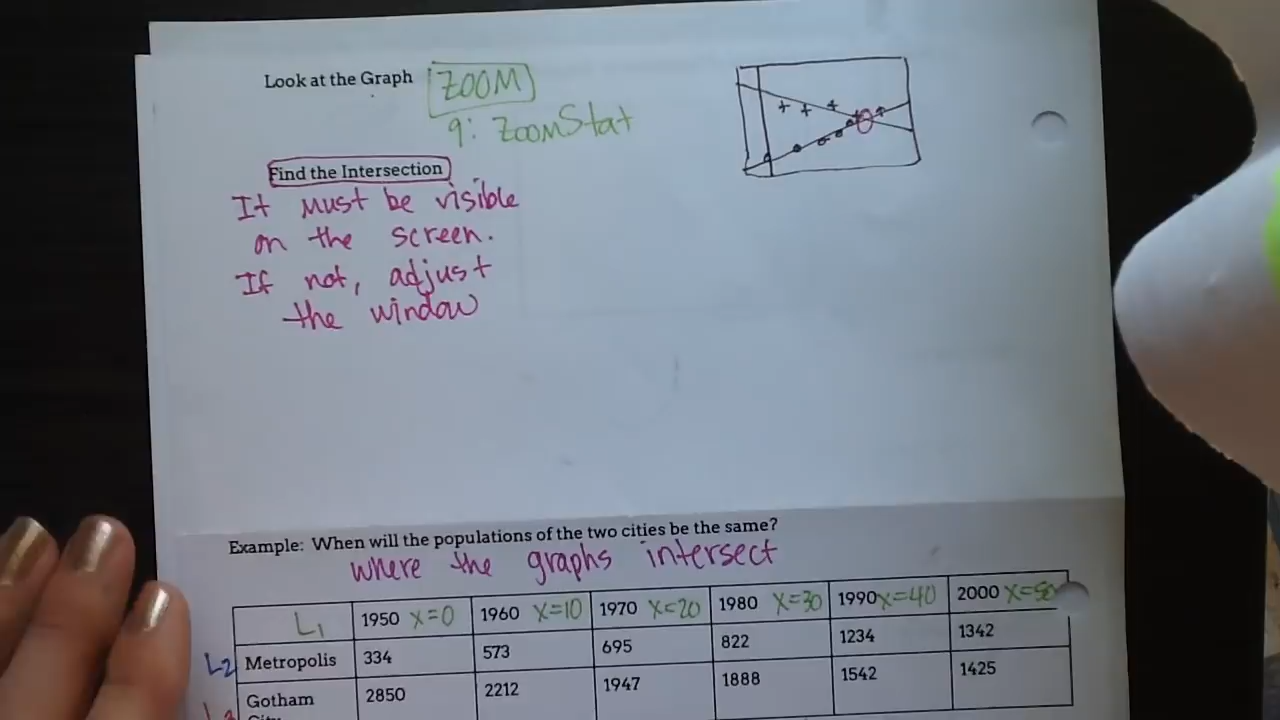 Look at the Graph ZOOM
9: ZoomStat
Find the Intersection
It must be visible
on the screen.
If not, adjust
the window
Example: When will the populations of the two cities be the same?
where the graphs intersect
L1 1950 X=0 1960 X=10 1970 X=20 1980 X=30 1990 X=40 2000 X=50
L2 Metropolis 334 573 695 822 1234 1342
Gotham 2850 2212 1947 1888 1542 1425